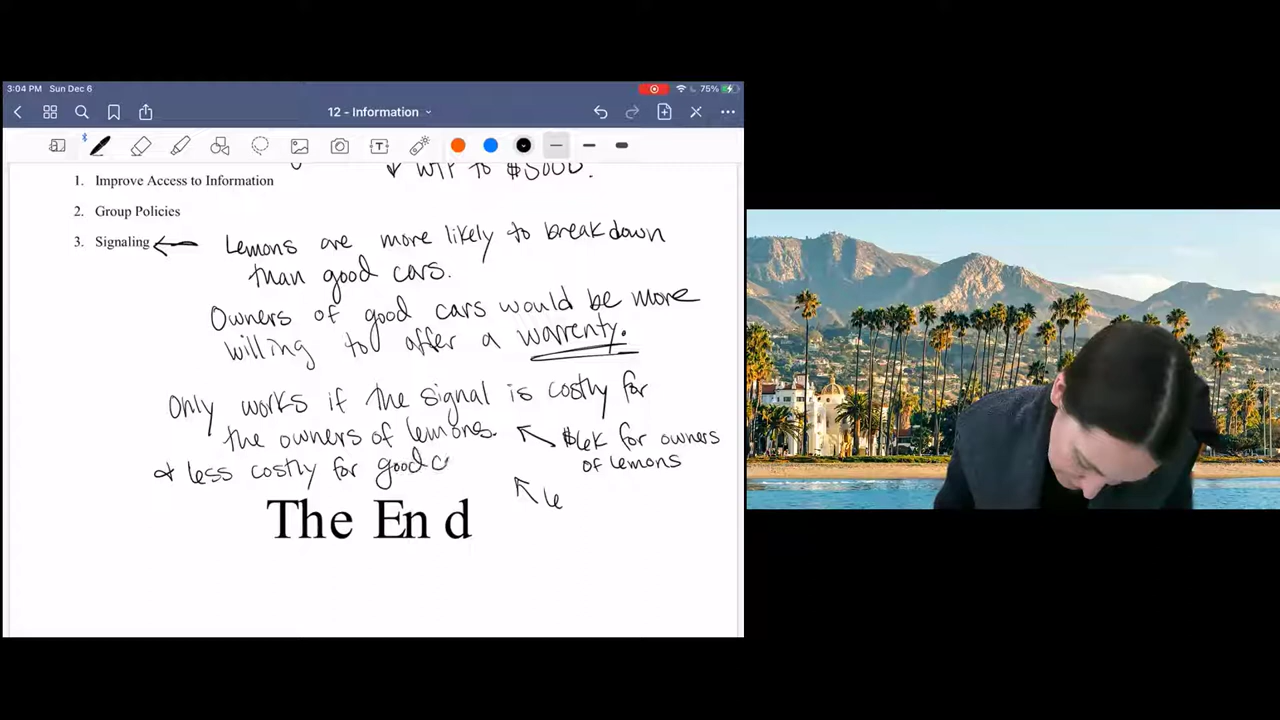 3:04 PM Sun Dec 6
75%
12 - Information
T
↓ WTP to $5000.
1. Improve Access to Information
2. Group Policies
3. Signaling ← Lemons are more likely to breakdown
than good cars.
Owners of good cars would be more
willing to offer a warrenty.
Only works if the signal is costly for
the owners of lemons.
& less costly for good c
$6K for owners
of lemons
le
The En d